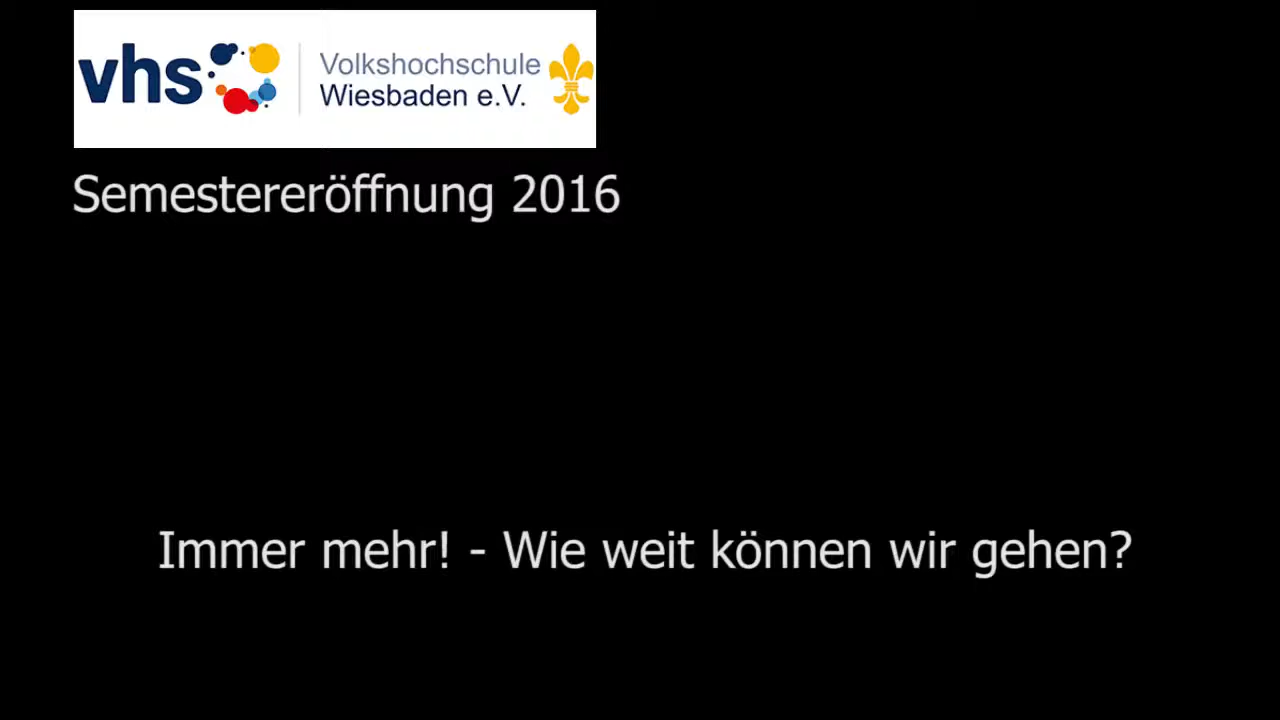 vhs
Volkshochschule
Wiesbaden e.V.
Semestereröffnung 2016
Immer mehr! - Wie weit können wir gehen?